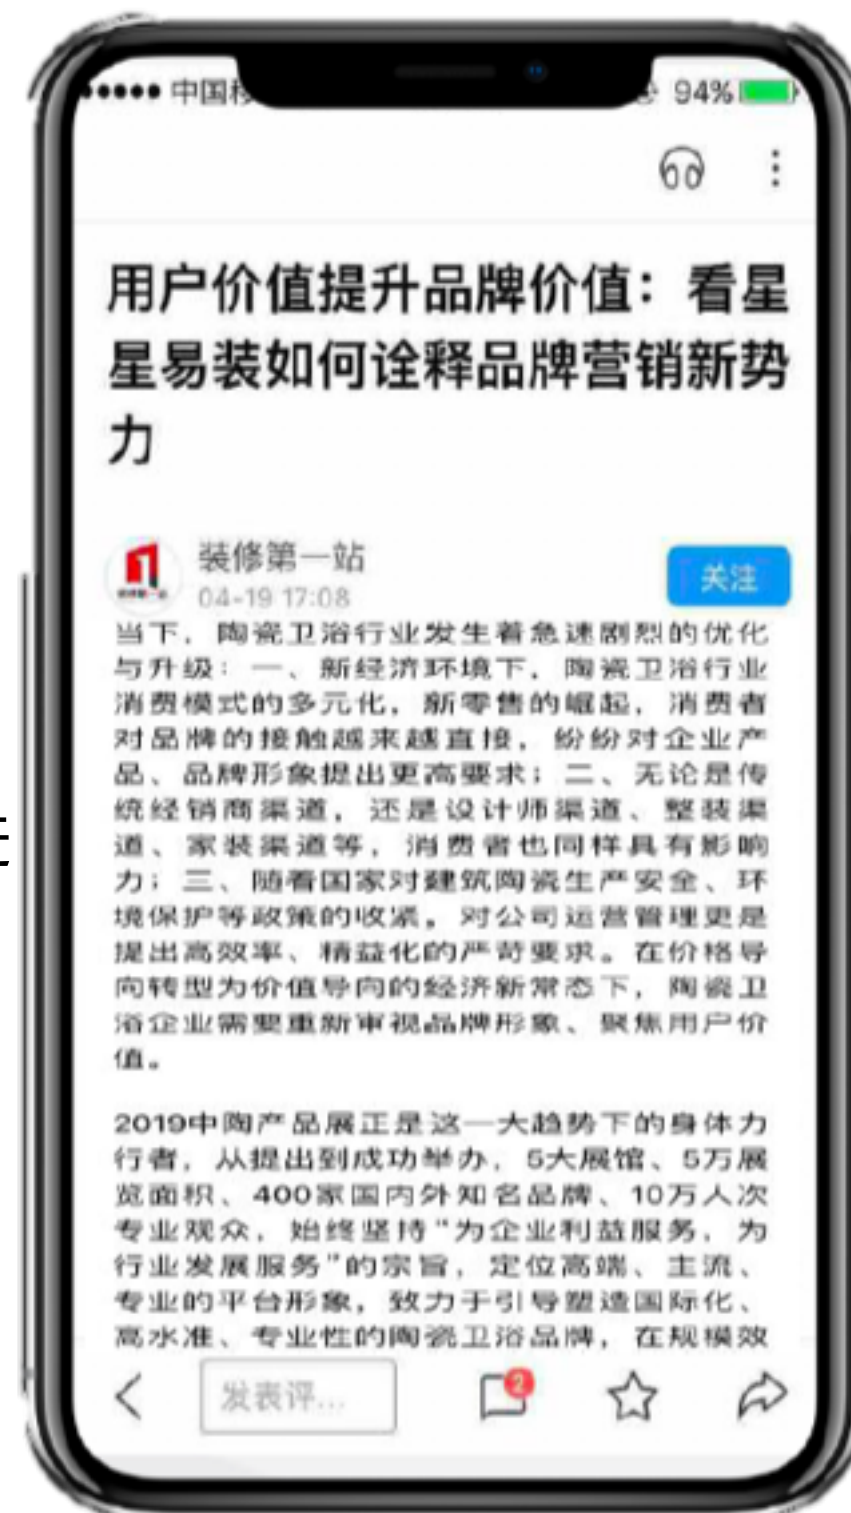 中国移
94%
用户价值提升品牌价值：看星
星易装如何诠释品牌营销新势
力
装修第一站
04-19 17:08
关注
当下，陶瓷卫浴行业发生着急速剧烈的优化
与升级：一、新经济环境下，陶瓷卫浴行业
消费模式的多元化，新零售的崛起，消费者
对品牌的接触越来越直接，纷纷对企业产
品、品牌形象提出更高要求；二、无论是传
统经销商渠道，还是设计师渠道、整装渠
道、家装渠道等，消费者也同样具有影响
力；三、随着国家对建筑陶瓷生产安全、环
境保护等政策的收紧，对公司运营管理更是
提出高效率、精益化的严苛要求。在价格导
向转型为价值导向的经济新常态下，陶瓷卫
浴企业需要重新审视品牌形象、聚焦用户价
值。
2019中陶产品展正是这一大趋势下的身体力
行者，从提出到成功举办，5大展馆、5万展
览面积、400家国内外知名品牌、10万人次
专业观众，始终坚持“为企业利益服务，为
行业发展服务”的宗旨，定位高端、主流、
专业的平台形象，致力于引导塑造国际化、
高水准、专业性的陶瓷卫浴品牌，在规模效
发表评...
2